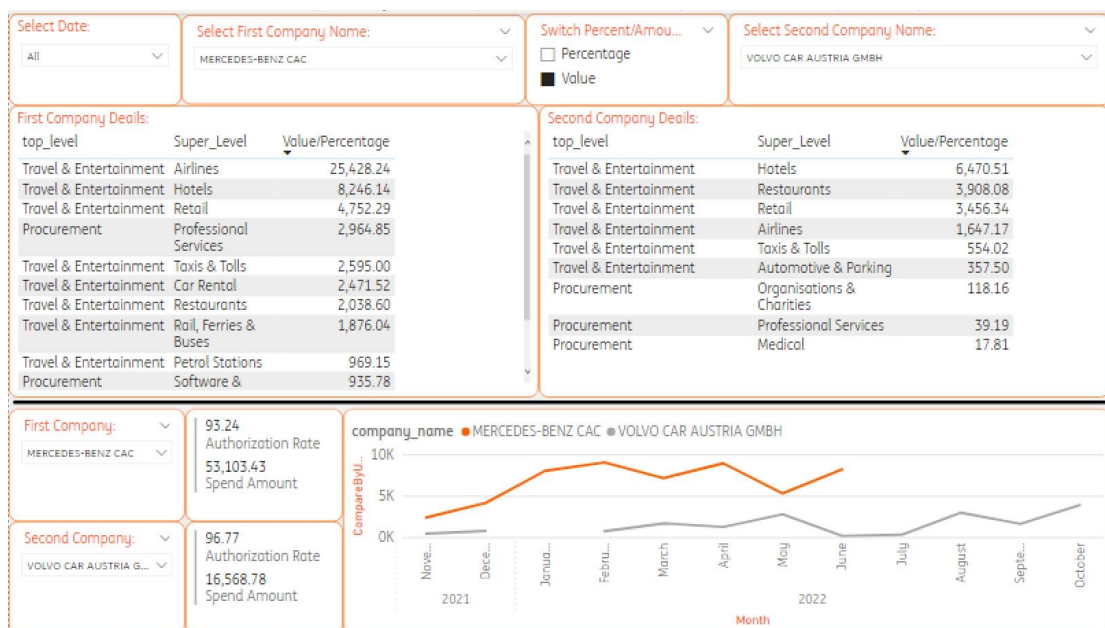 Select Date:
All
Select First Company Name:
MERCEDES-BENZ CAC
Switch Percent/Amou...
Percentage
Value
Select Second Company Name:
VOLVO CAR AUSTRIA GMBH
First Company Deails:
top_level Super_Level Value/Percentage
Travel & Entertainment Airlines 25,428.24
Travel & Entertainment Hotels 8,246.14
Travel & Entertainment Retail 4,752.29
Procurement Professional 2,964.85
Services
Travel & Entertainment Taxis & Tolls 2,595.00
Travel & Entertainment Car Rental 2,471.52
Travel & Entertainment Restaurants 2,038.60
Travel & Entertainment Rail, Ferries & 1,876.04
Buses
Travel & Entertainment Petrol Stations 969.15
Procurement Software & 935.78
Second Company Deails:
top_level Super_Level Value/Percentage
Travel & Entertainment Hotels 6,470.51
Travel & Entertainment Restaurants 3,908.08
Travel & Entertainment Retail 3,456.34
Travel & Entertainment Airlines 1,647.17
Travel & Entertainment Taxis & Tolls 554.02
Travel & Entertainment Automotive & Parking 357.50
Procurement Organisations & 118.16
Charities
Procurement Professional Services 39.19
Procurement Medical 17.81
First Company:
MERCEDES-BENZ CAC
93.24
Authorization Rate
53,103.43
Spend Amount
Second Company:
VOLVO CAR AUSTRIA G...
96.77
Authorization Rate
16,568.78
Spend Amount
company_name MERCEDES-BENZ CAC VOLVO CAR AUSTRIA GMBH
CompareByU...
10K
5K
0K
Nove... Dece... Janua... Febru... March April May June July August Septe... October
2021 2022
Month